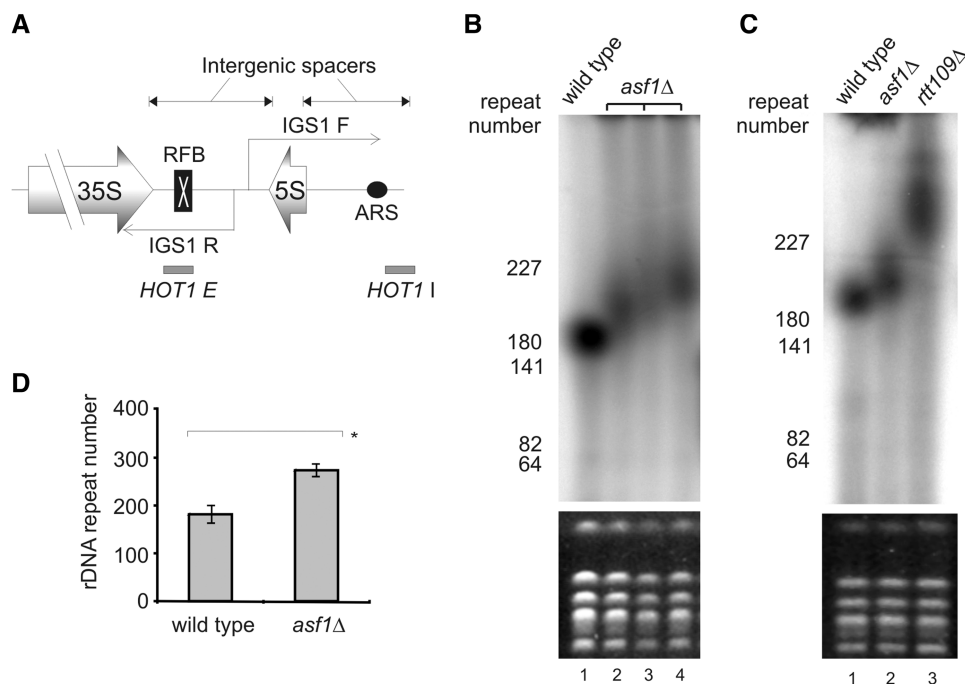 A
Intergenic spacers
IGS1 F
RFB
35S
5S
ARS
IGS1 R
HOT1 E
HOT1 I
B
wild type
asf1Δ
repeat
number
227
180
141
82
64
1 2 3 4
C
wild type
asf1Δ
rtt109Δ
repeat
number
227
180
141
82
64
1 2 3
D
rDNA repeat number
400
300
200
100
0
*
wild type
asf1Δ